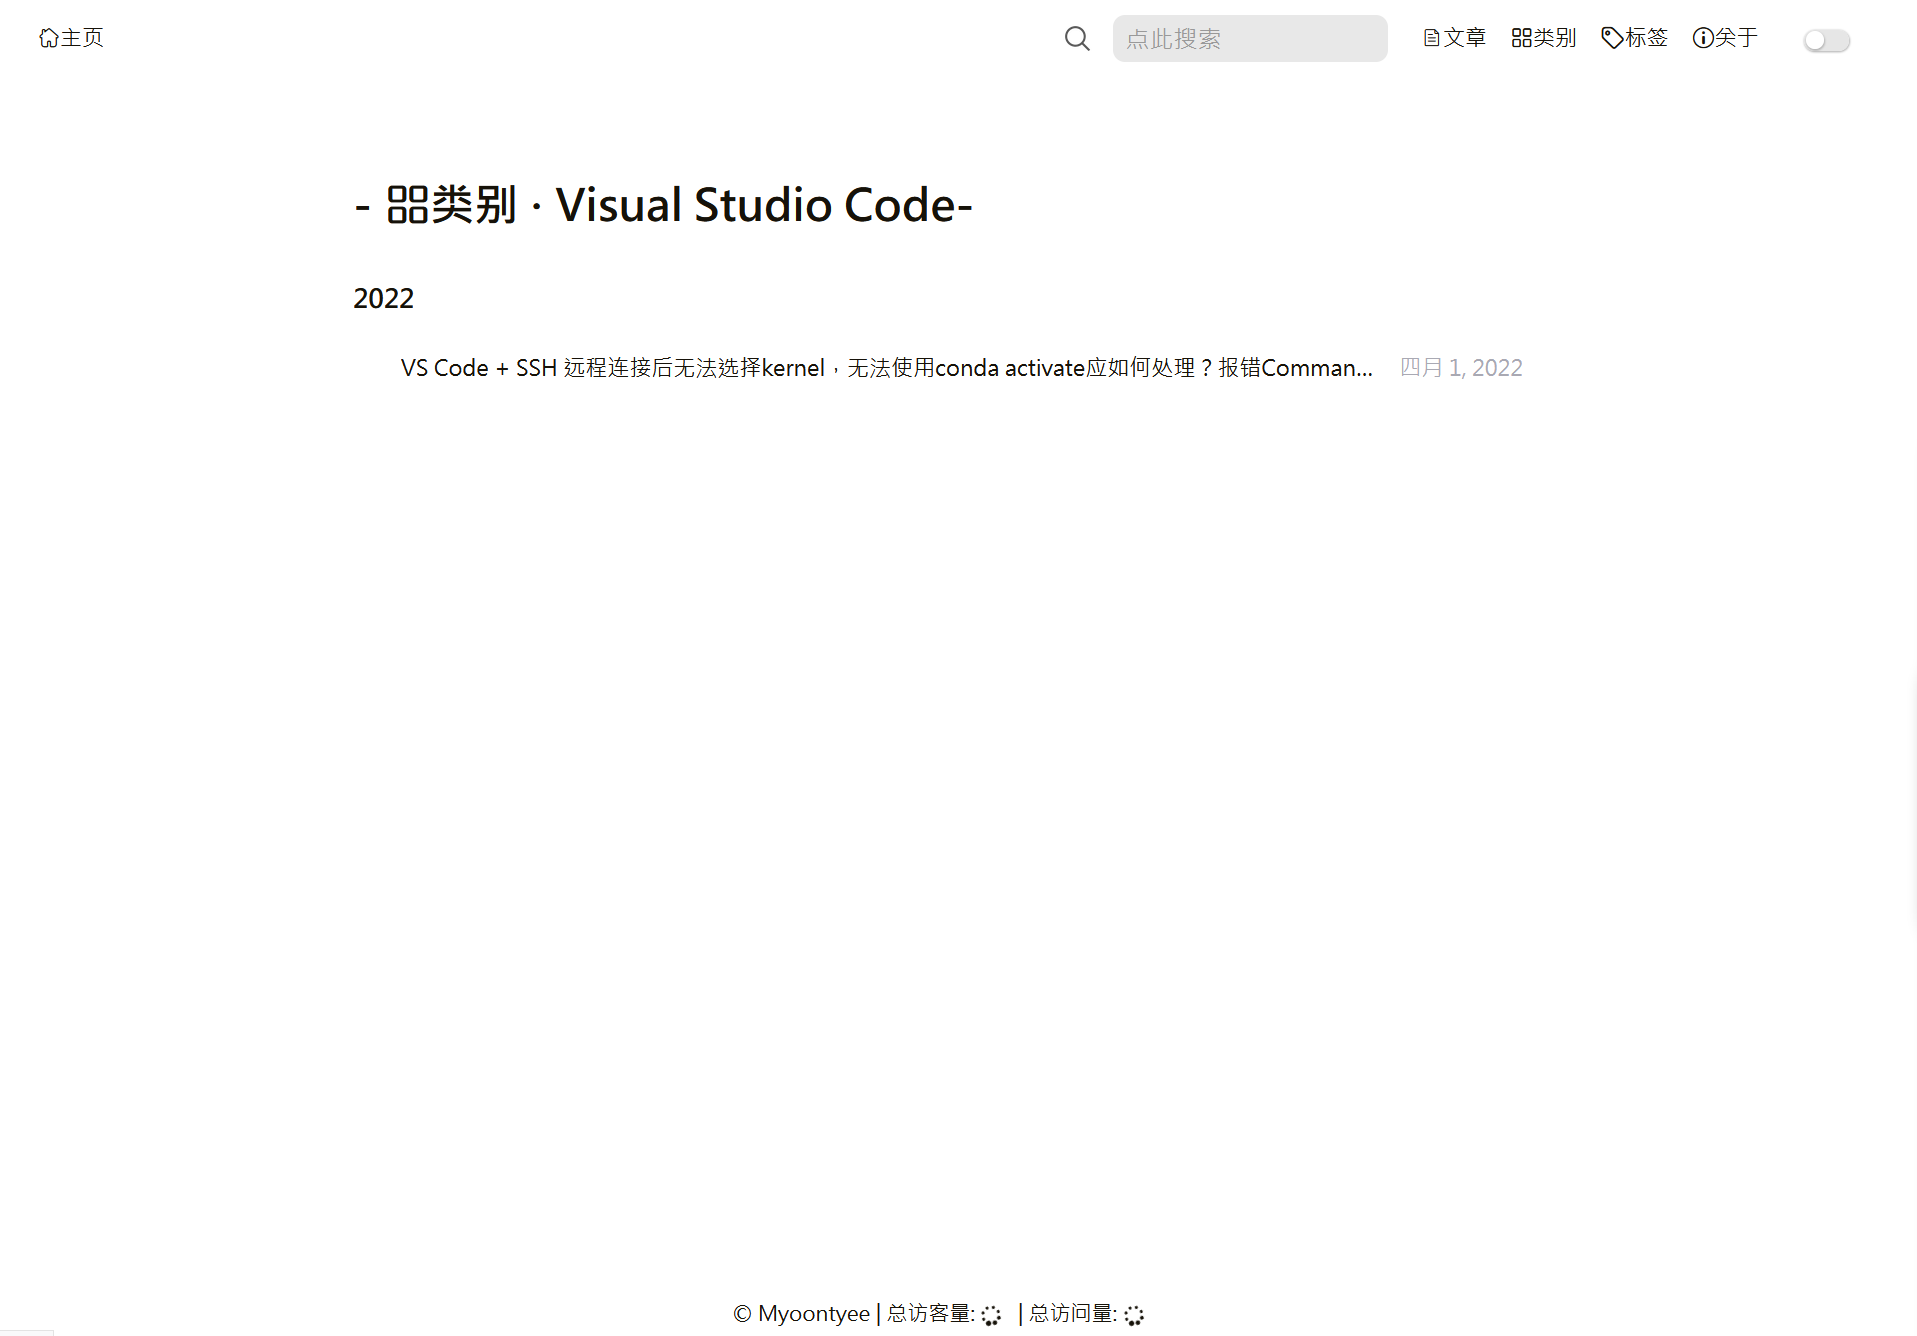 主页
点此搜索
文章 类别 标签 关于
- 类别 · Visual Studio Code-
2022
VS Code + SSH 远程连接后无法选择kernel，无法使用conda activate应如何处理？报错Comman... 四月 1, 2022
© Myoontyee | 总访客量: | 总访问量: